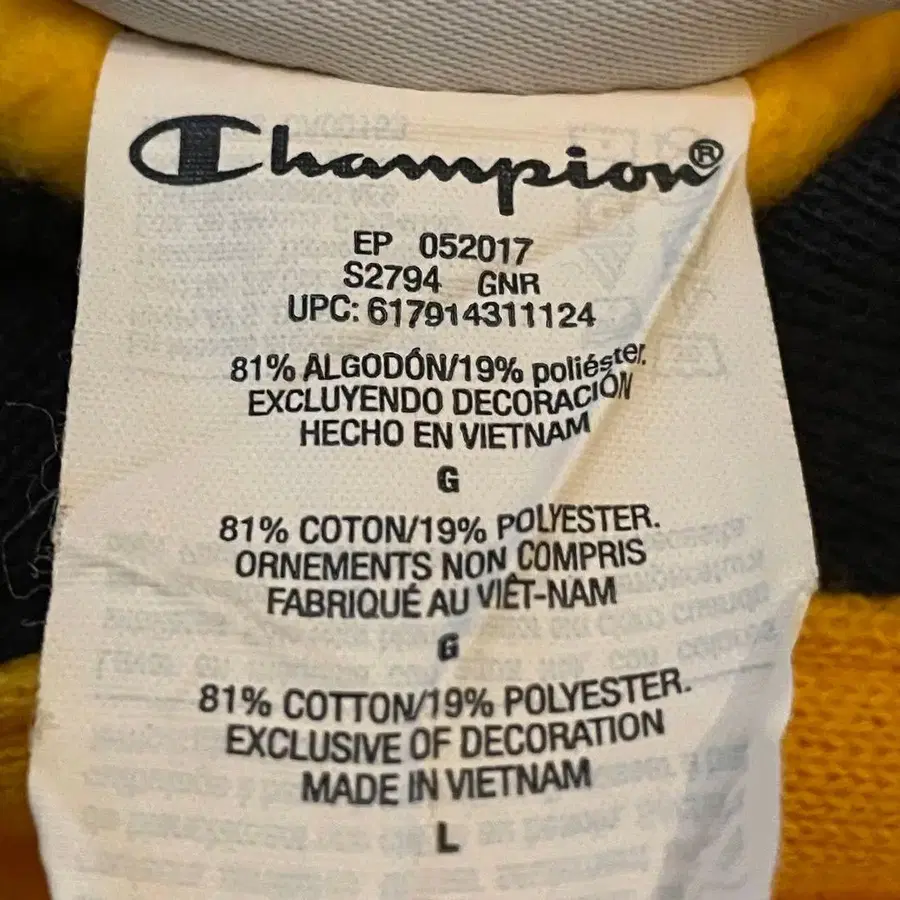 Champion®
EP 052017
S2794 GNR
UPC: 617914311124
81% ALGODÓN/19% poliéster.
EXCLUYENDO DECORACIÓN
HECHO EN VIETNAM
G
81% COTON/19% POLYESTER.
ORNEMENTS NON COMPRIS
FABRIQUÉ AU VIÊT-NAM
G
81% COTTON/19% POLYESTER.
EXCLUSIVE OF DECORATION
MADE IN VIETNAM
L